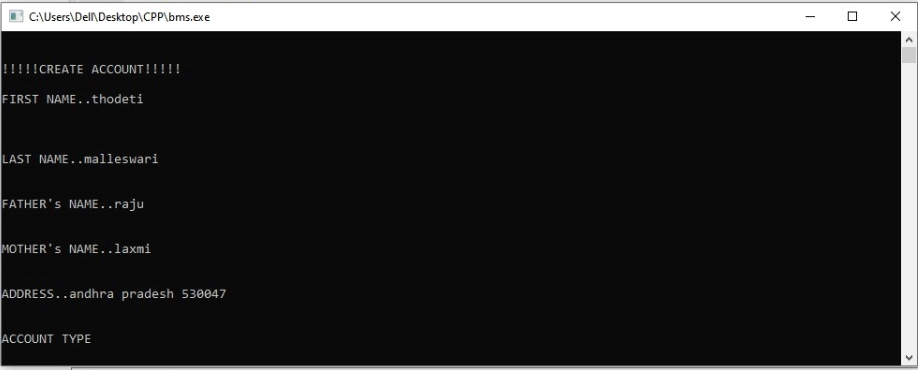 C:\Users\Dell\Desktop\CPP\bms.exe
!!!!!CREATE ACCOUNT!!!!!
FIRST NAME..thodeti
LAST NAME..malleswari
FATHER's NAME..raju
MOTHER's NAME..laxmi
ADDRESS..andhra pradesh 530047
ACCOUNT TYPE